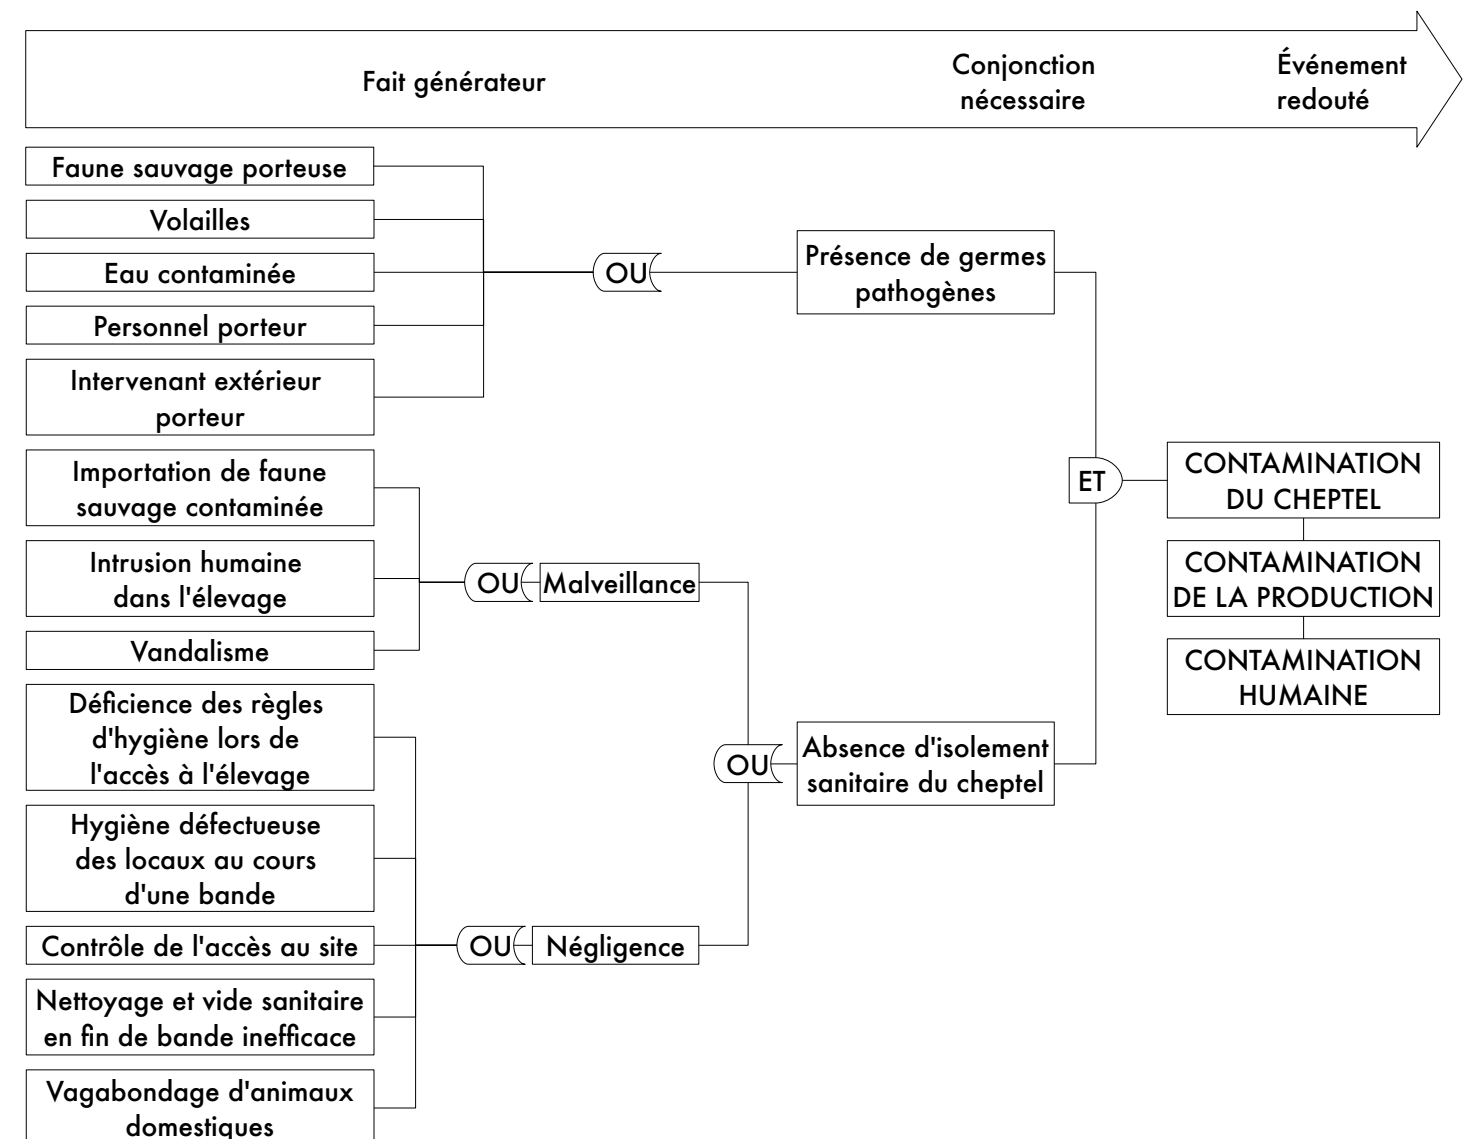 Fait générateur
Conjonction
nécessaire
Événement
redouté
Faune sauvage porteuse
Volailles
Eau contaminée
Personnel porteur
Intervenant extérieur
porteur
OU
Présence de germes
pathogènes
Importation de faune
sauvage contaminée
Intrusion humaine
dans l'élevage
Vandalisme
OU
Malveillance
Déficience des règles
d'hygiène lors de
l'accès à l'élevage
Hygiène défectueuse
des locaux au cours
d'une bande
Contrôle de l'accès au site
Nettoyage et vide sanitaire
en fin de bande inefficace
Vagabondage d'animaux
domestiques
OU
Négligence
OU
Absence d'isolement
sanitaire du cheptel
ET
CONTAMINATION
DU CHEPTEL
CONTAMINATION
DE LA PRODUCTION
CONTAMINATION
HUMAINE